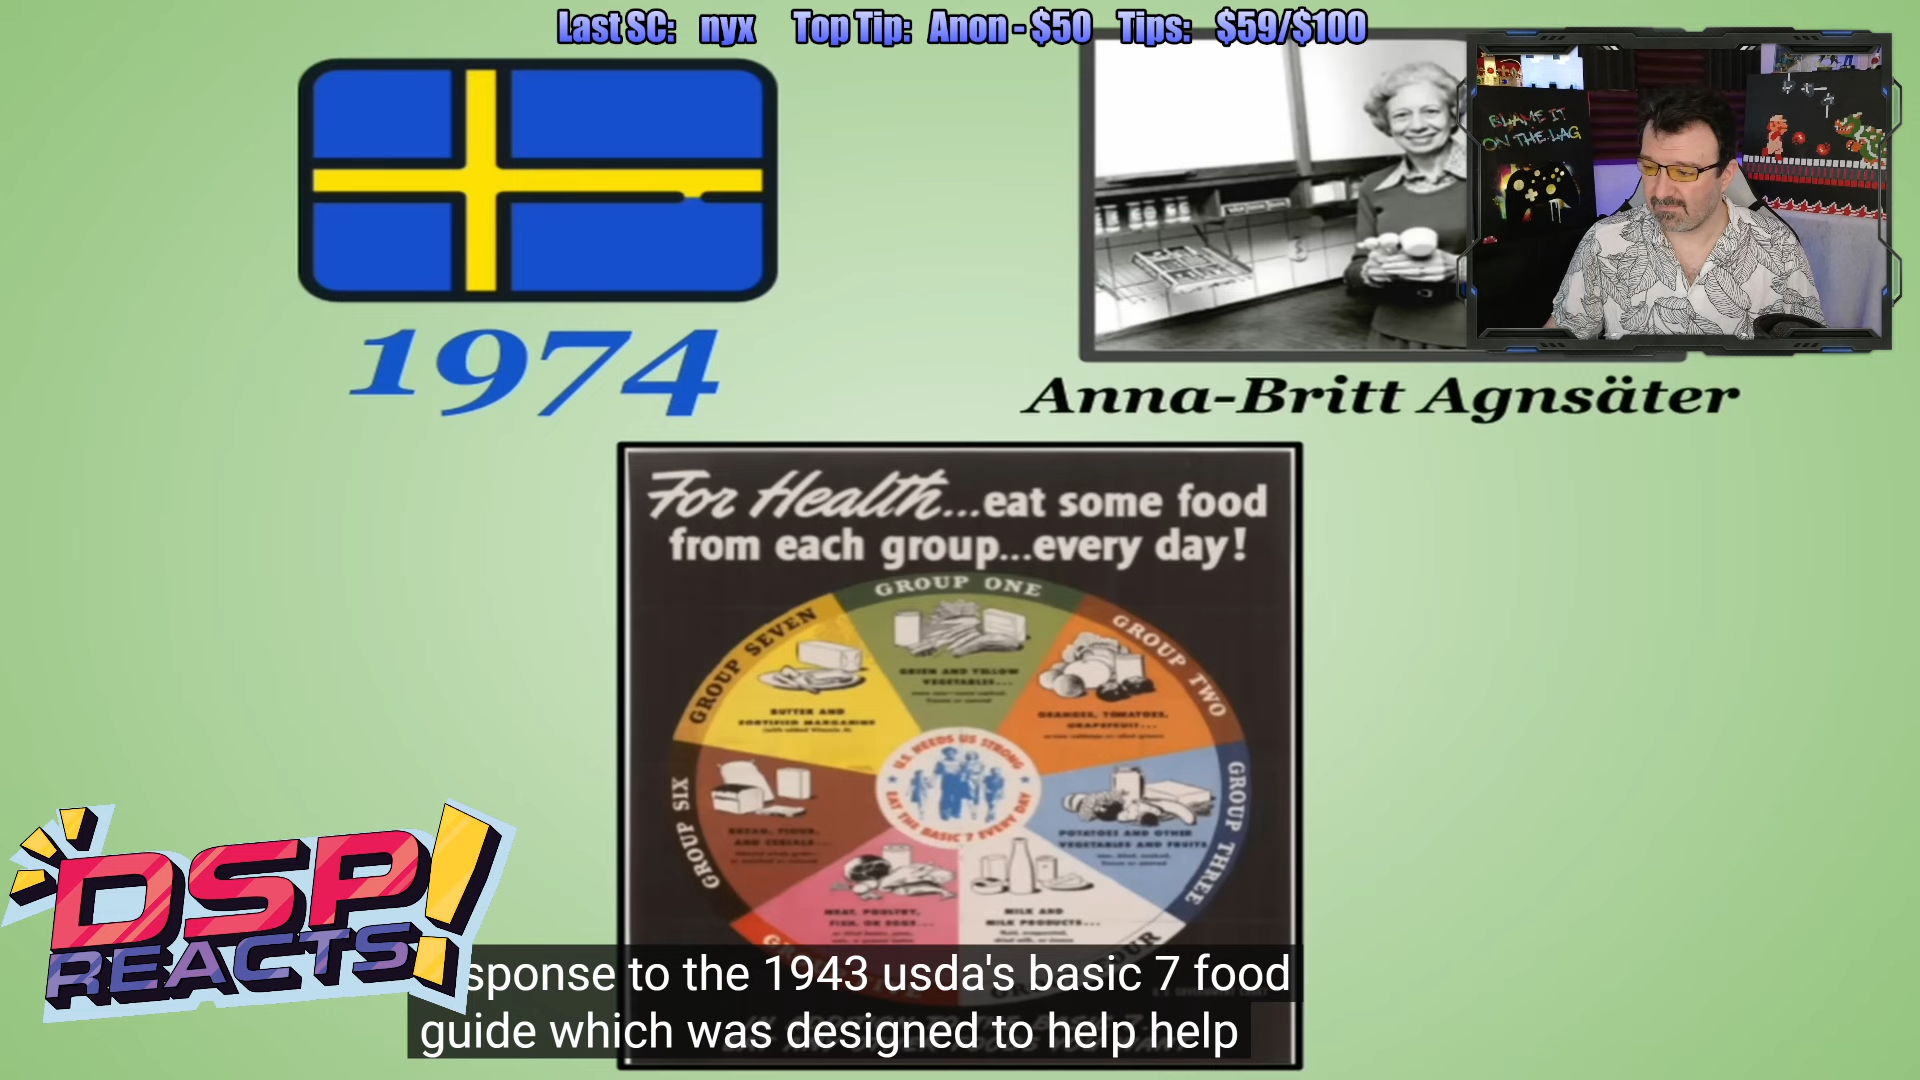 Last SC: nyx Top Tip: Anon - $50 Tips: $59/$100
BLAME IT
ON THE LAG
1974
Anna-Britt Agnsäter
For Health...eat some food
from each group...every day!
GROUP ONE
GREEN AND YELLOW
VEGETABLES...
GROUP TWO
ORANGES, TOMATOES,
GRAPEFRUIT...
GROUP THREE
POTATOES AND OTHER
VEGETABLES AND FRUITS
MILK AND
MILK PRODUCTS...
MEAT, POULTRY,
FISH, OR EGGS...
GROUP SIX
BREAD, FLOUR,
AND CEREALS...
GROUP SEVEN
BUTTER AND
FORTIFIED MARGARINE
U.S. NEEDS US STRONG
EAT THE BASIC 7 EVERY DAY
DSP
REACTS!
sponse to the 1943 usda's basic 7 food
guide which was designed to help help